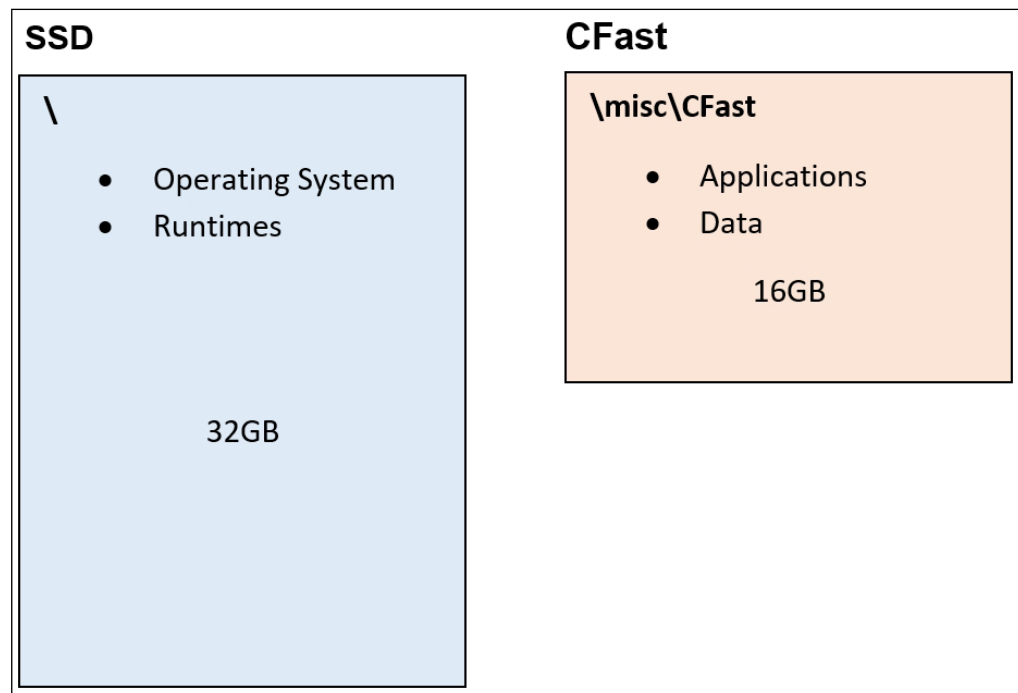 SSD
\
• Operating System
• Runtimes
32GB
CFast
\misc\CFast
• Applications
• Data
16GB